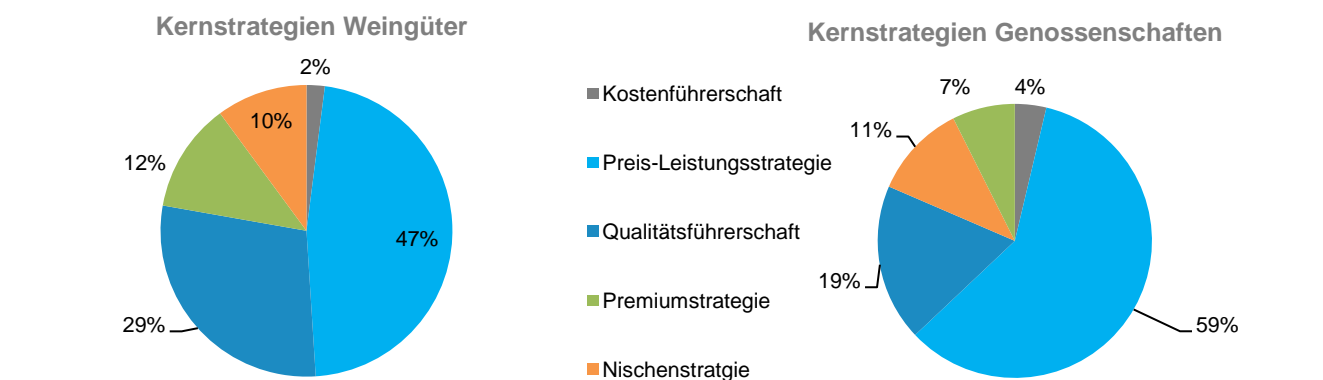 Kernstrategien Weingüter
2%
10%
12%
47%
29%
Kostenführerschaft
Preis-Leistungsstrategie
Qualitätsführerschaft
Premiumstrategie
Nischenstratgie
Kernstrategien Genossenschaften
7%
4%
11%
19%
59%